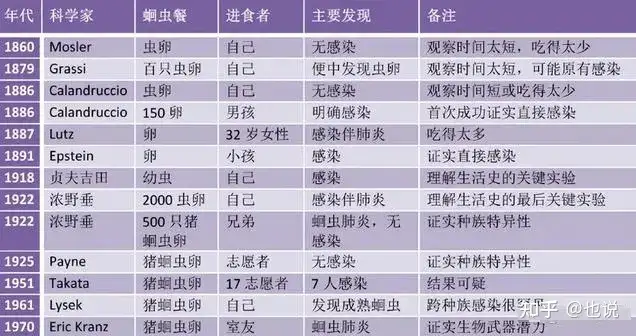 年代 科学家 蛔虫餐 进食者 主要发现 备注
1860 Mosler 虫卵 自己 无感染 观察时间太短，吃得太少
1879 Grassi 百只虫卵 自己 便中发现虫卵 观察时间太短，可能原有感染
1886 Calandruccio 虫卵 自己 无感染 观察时间短或吃得太少
1886 Calandruccio 150 卵 男孩 明确感染 首次成功证实直接感染
1887 Lutz 卵 32 岁女性 感染伴肺炎 吃得太多
1891 Epstein 卵 小孩 感染 证实直接感染
1918 贞夫吉田 幼虫 自己 感染 理解生活史的关键实验
1922 浓野垂 2000 虫卵 自己 感染伴肺炎 理解生活史的最后关键实验
1922 浓野垂 500 只猪蛔虫卵 兄弟 蛔虫肺炎，无感染 证实种族特异性
1925 Payne 猪蛔虫卵 志愿者 无感染 证实种族特异性
1951 Takata 猪蛔虫卵 17 志愿者 7 人感染 结果可疑
1961 Lysek 猪蛔虫卵 自己 发现成熟蛔虫 跨种族感染很
1970 Eric Kranz 猪蛔虫卵 室友 蛔虫肺炎 证实生物武器潜力
知乎 @也说